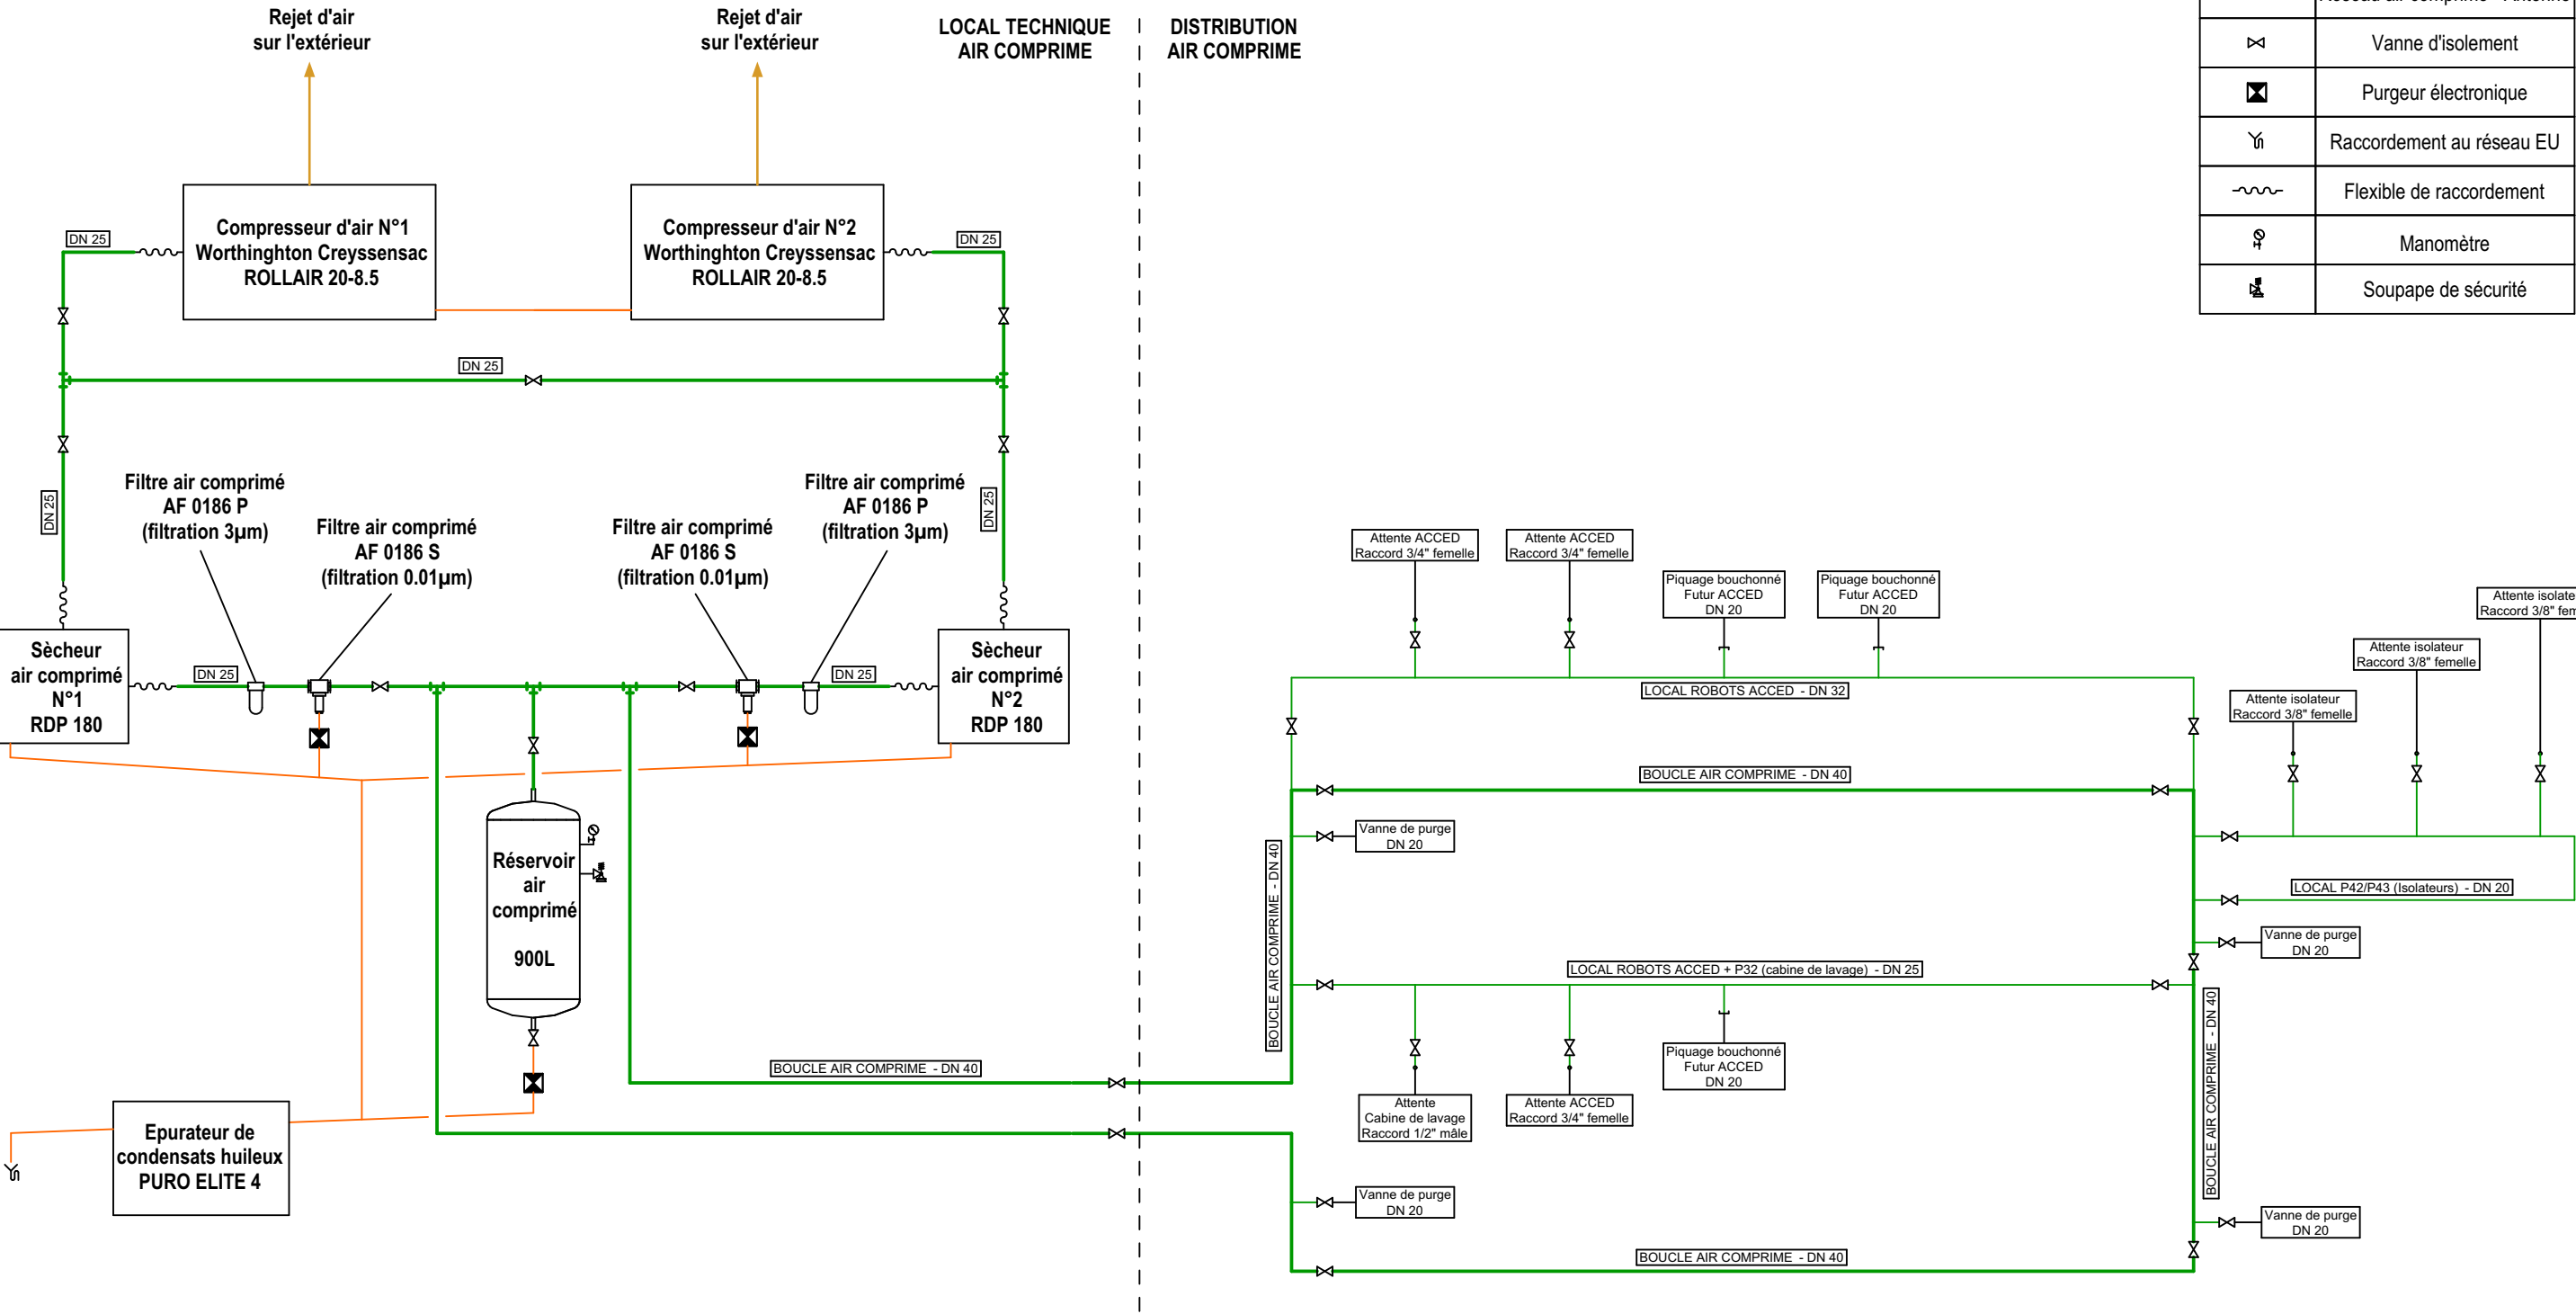 Rejet d'air
sur l'extérieur
Rejet d'air
sur l'extérieur
LOCAL TECHNIQUE
AIR COMPRIME
DISTRIBUTION
AIR COMPRIME
Vanne d'isolement
Purgeur électronique
Raccordement au réseau EU
Flexible de raccordement
Manomètre
Soupape de sécurité
Compresseur d'air N°1
Worthinghton Creyssensac
ROLLAIR 20-8.5
Compresseur d'air N°2
Worthinghton Creyssensac
ROLLAIR 20-8.5
DN 25
DN 25
DN 25
DN 25
DN 25
Filtre air comprimé
AF 0186 P
(filtration 3µm)
Filtre air comprimé
AF 0186 S
(filtration 0.01µm)
Filtre air comprimé
AF 0186 S
(filtration 0.01µm)
Filtre air comprimé
AF 0186 P
(filtration 3µm)
Sècheur
air comprimé
N°1
RDP 180
DN 25
DN 25
Sècheur
air comprimé
N°2
RDP 180
Réservoir
air
comprimé
900L
Epurateur de
condensats huileux
PURO ELITE 4
BOUCLE AIR COMPRIME - DN 40
Attente ACCED
Raccord 3/4" femelle
Attente ACCED
Raccord 3/4" femelle
Piquage bouchonné
Futur ACCED
DN 20
Piquage bouchonné
Futur ACCED
DN 20
LOCAL ROBOTS ACCED - DN 32
Attente isolateur
Raccord 3/8" femelle
Attente isolateur
Raccord 3/8" femelle
Attente
Raccord 3/8"
BOUCLE AIR COMPRIME - DN 40
Vanne de purge
DN 20
BOUCLE AIR COMPRIME - DN 40
LOCAL P42/P43 (Isolateurs) - DN 20
Vanne de purge
DN 20
LOCAL ROBOTS ACCED + P32 (cabine de lavage) - DN 25
Piquage bouchonné
Futur ACCED
DN 20
Attente
Cabine de lavage
Raccord 1/2" mâle
Attente ACCED
Raccord 3/4" femelle
BOUCLE AIR COMPRIME - DN 40
Vanne de purge
DN 20
Vanne de purge
DN 20
BOUCLE AIR COMPRIME - DN 40